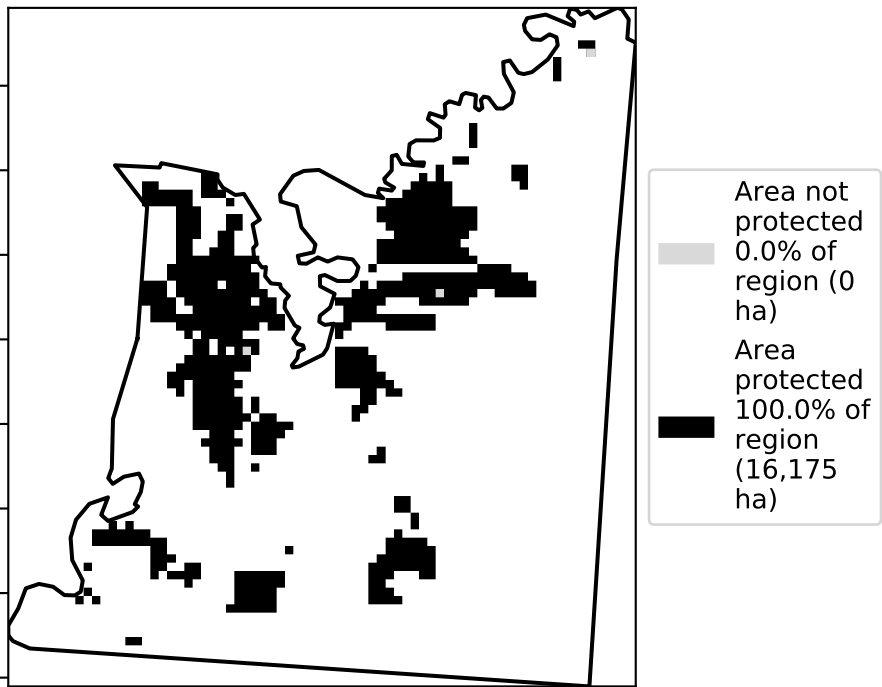 Area not
protected
0.0% of
region (0
ha)
Area
protected
100.0% of
region
(16,175
ha)